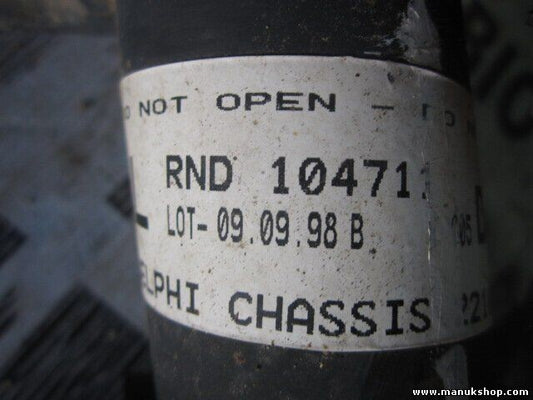 NOT OPEN -
RND 10471
LOT- 09.09.98 B
CHASSIS
www.manukshop.com